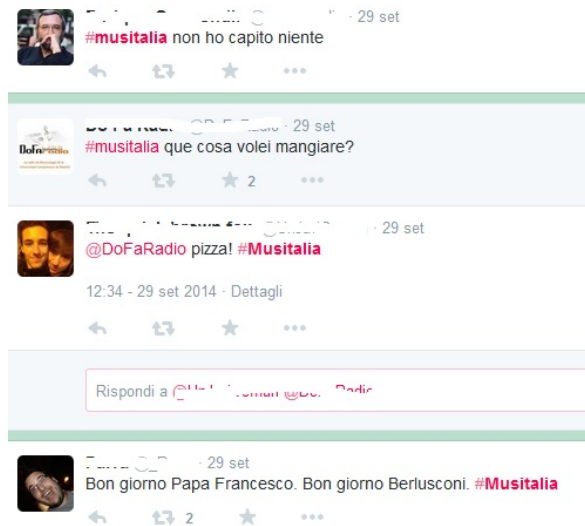 · 29 set
#musitalia non ho capito niente
DoFa Radio
· 29 set
#musitalia que cosa volei mangiare?
2
· 29 set
@DoFaRadio pizza! #Musitalia
12:34 - 29 set 2014 · Dettagli
Rispondi a
· 29 set
Bon giorno Papa Francesco. Bon giorno Berlusconi. #Musitalia
2